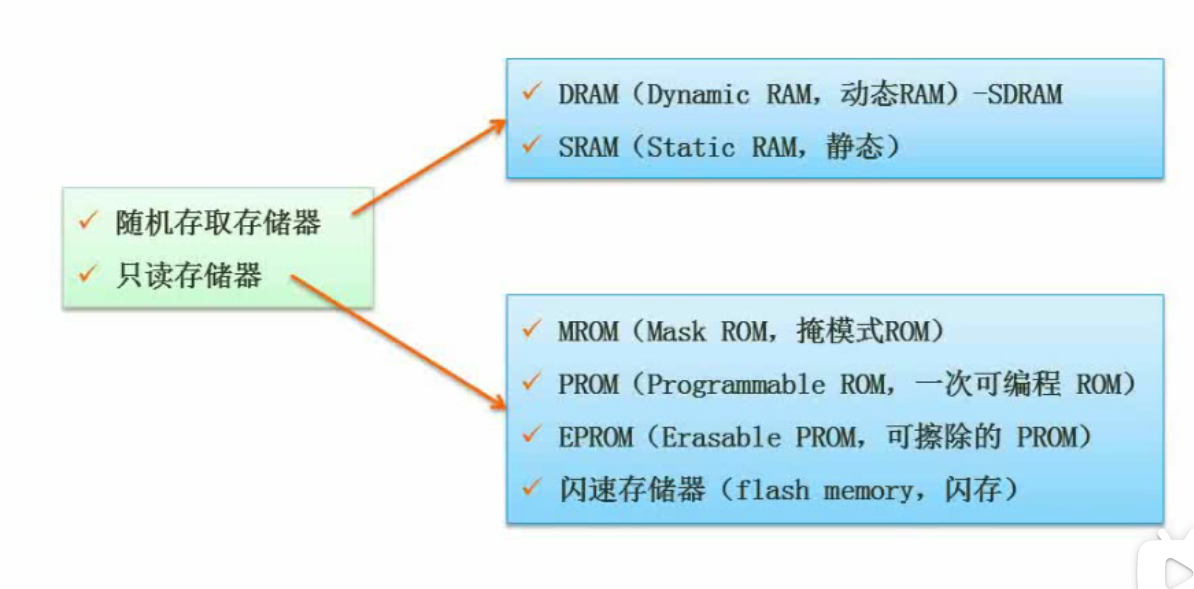 随机存取存储器
只读存储器
DRAM（Dynamic RAM，动态RAM）-SDRAM
SRAM（Static RAM，静态）
MROM（Mask ROM，掩模式ROM）
PROM（Programmable ROM，一次可编程 ROM）
EPROM（Erasable PROM，可擦除的 PROM）
闪速存储器（flash memory，闪存）